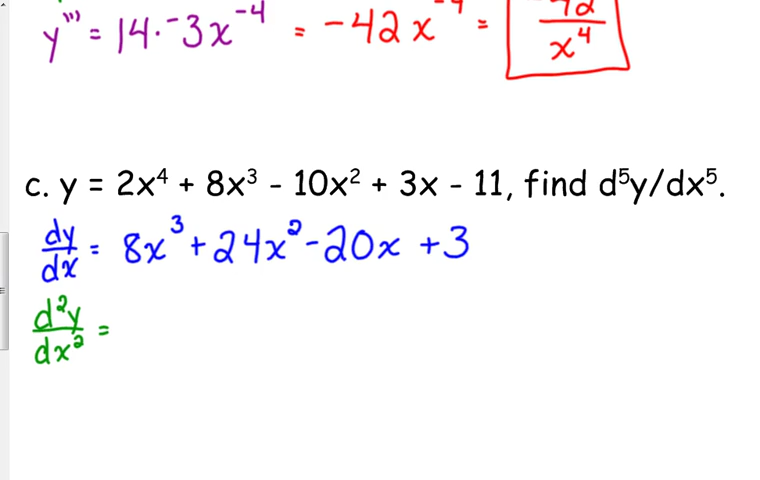 y''' = 14·⁻3x⁻⁴ = -42x⁻⁴ = -42/x⁴
c. y = 2x⁴ + 8x³ - 10x² + 3x - 11, find d⁵y/dx⁵.
dy/dx = 8x³ + 24x² - 20x + 3
d²y/dx² =